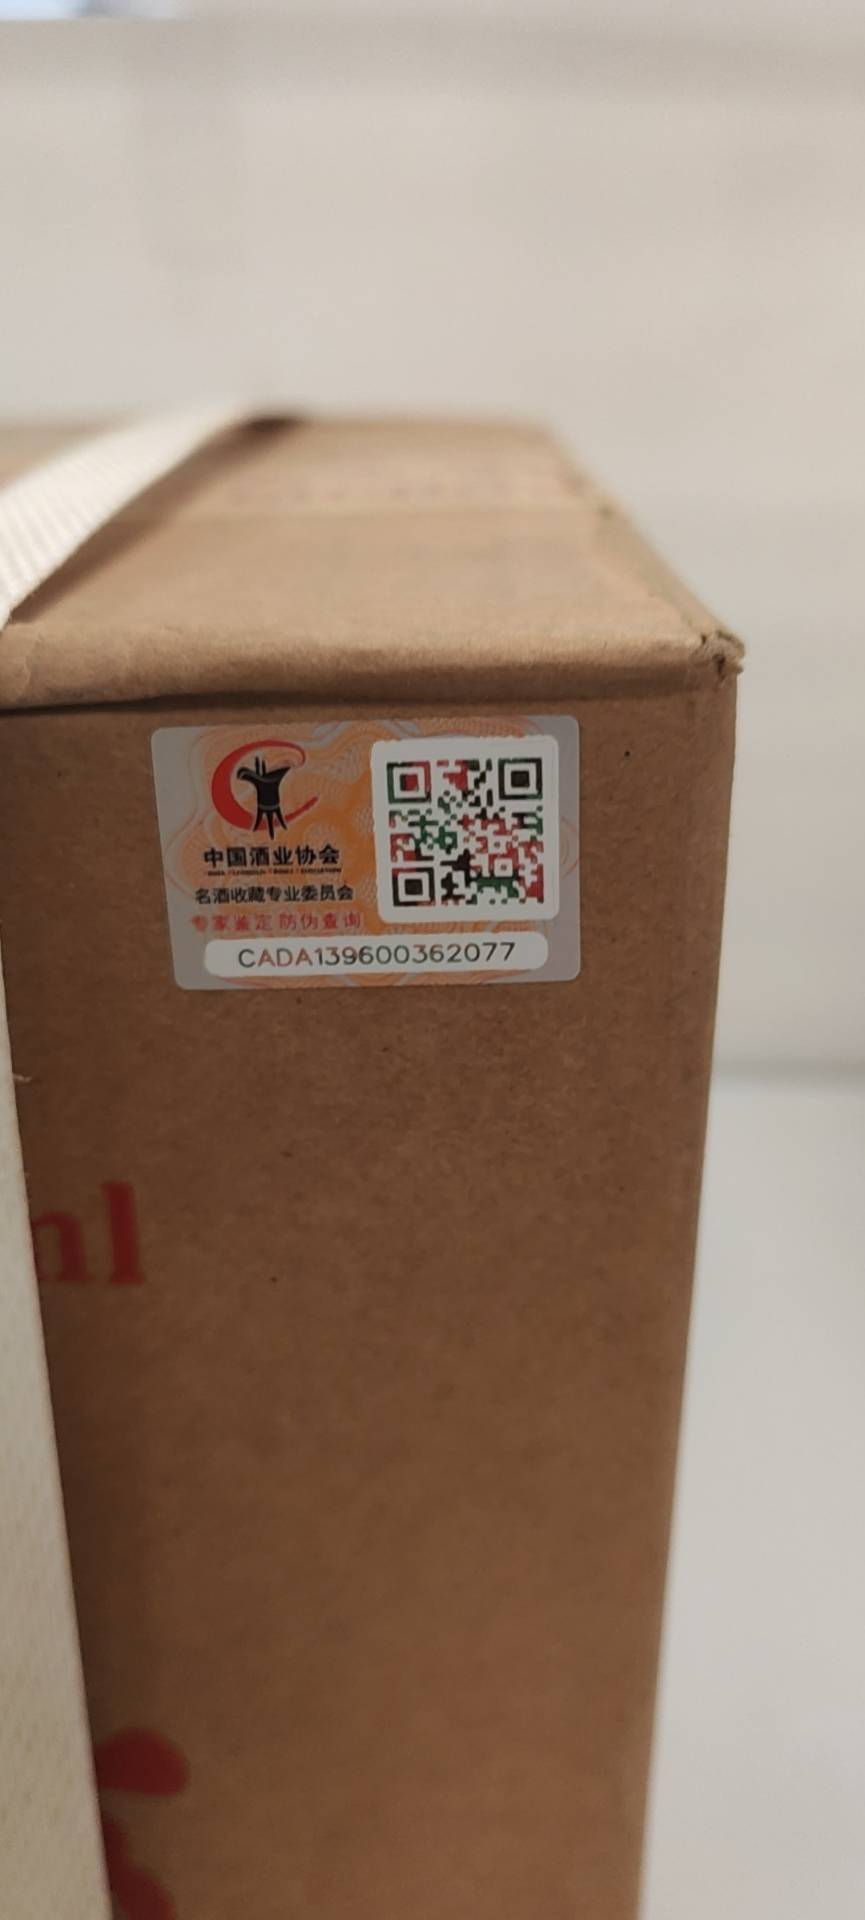 中国酒业协会
名酒收藏专业委员会
专家鉴定 防伪查询
CADA139600362077
ml